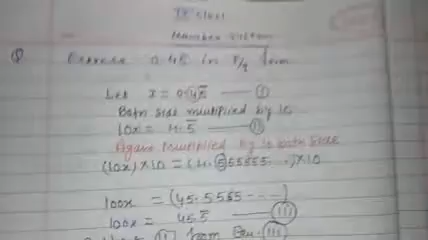 IX class
Number System
Q Express 0.45̅ in P/q form
Let x = 0.45̅ —— (I)
Both side multiplied by 10
10x = 4.5̅ —— (II)
Again multiplied by 10 both side
(10x)×10 = (4.555555...)×10
100x = (45.5555----)
100x = 45.5̅ —— (III)
(II) from Eqn. (III)